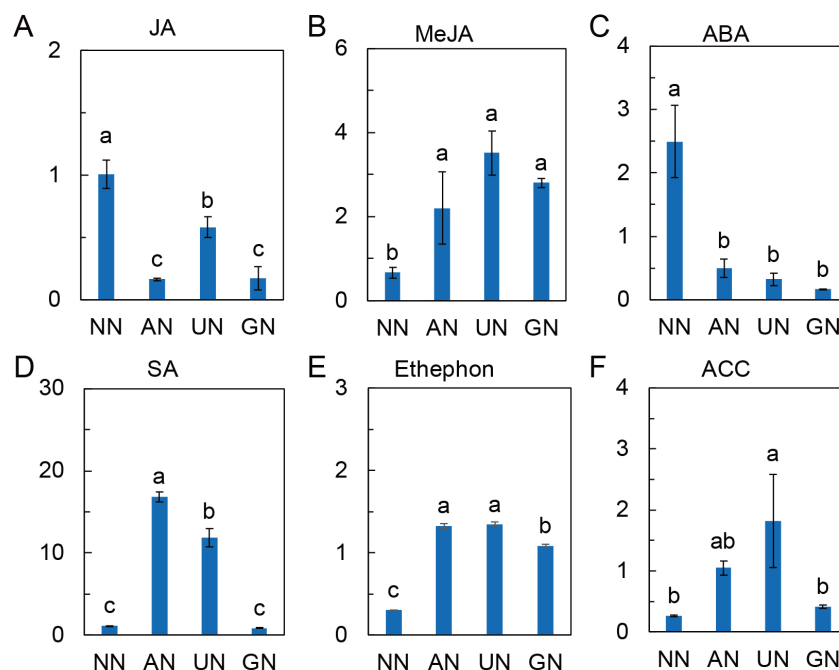 A JA
2
1
0
a
c
b
c
NN AN UN GN
B MeJA
6
4
2
0
b
a
a
a
NN AN UN GN
C ABA
4
3
2
1
0
a
b
b
b
NN AN UN GN
D SA
30
20
10
0
c
a
b
c
NN AN UN GN
E Ethephon
3
2
1
0
c
a
a
b
NN AN UN GN
F ACC
4
3
2
1
0
b
ab
a
b
NN AN UN GN